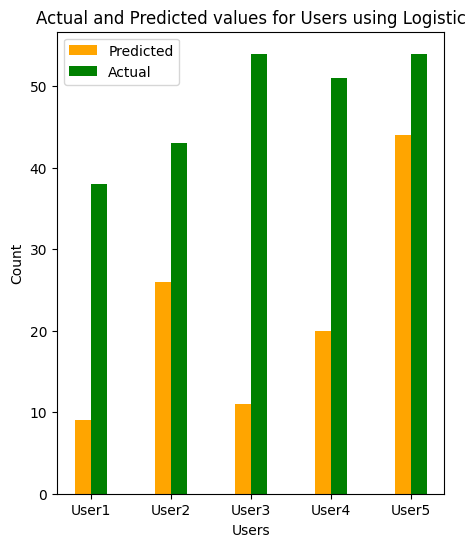 Actual and Predicted values for Users using Logistic
Predicted
Actual
Count
50
40
30
20
10
0
User1 User2 User3 User4 User5
Users